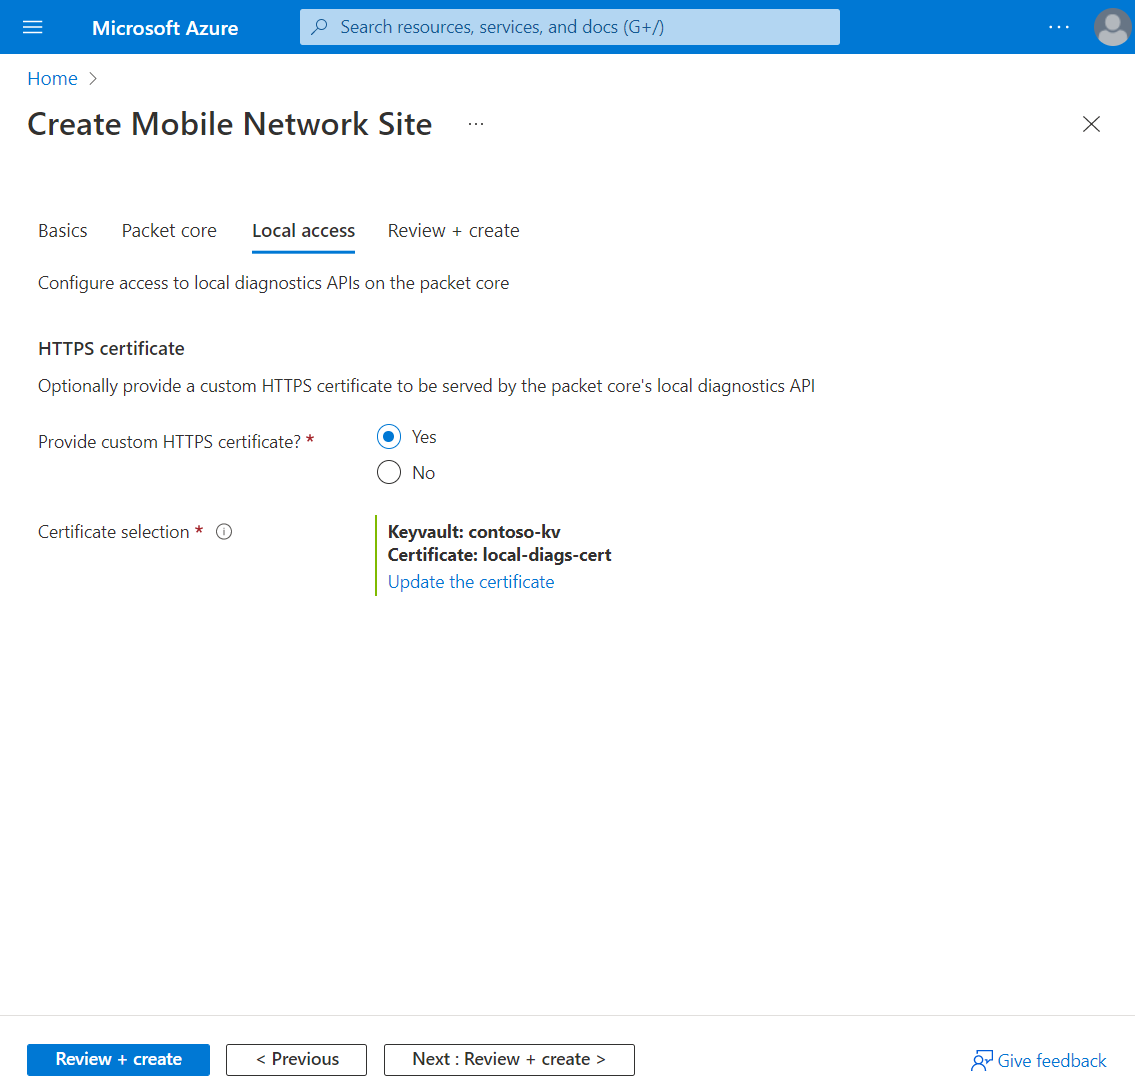 Microsoft Azure
Search resources, services, and docs (G+/)
Home >
Create Mobile Network Site ...
Basics Packet core Local access Review + create
Configure access to local diagnostics APIs on the packet core
HTTPS certificate
Optionally provide a custom HTTPS certificate to be served by the packet core's local diagnostics API
Provide custom HTTPS certificate? *
Yes
No
Certificate selection *
Keyvault: contoso-kv
Certificate: local-diags-cert
Update the certificate
Review + create < Previous Next : Review + create > Give feedback